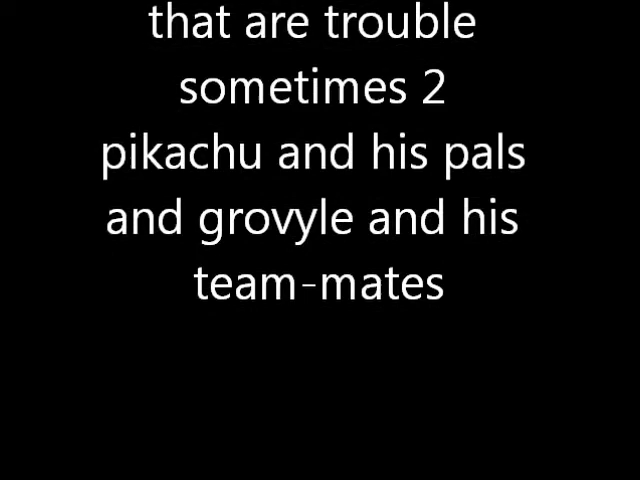 that are trouble
sometimes 2
pikachu and his pals
and grovyle and his
team-mates